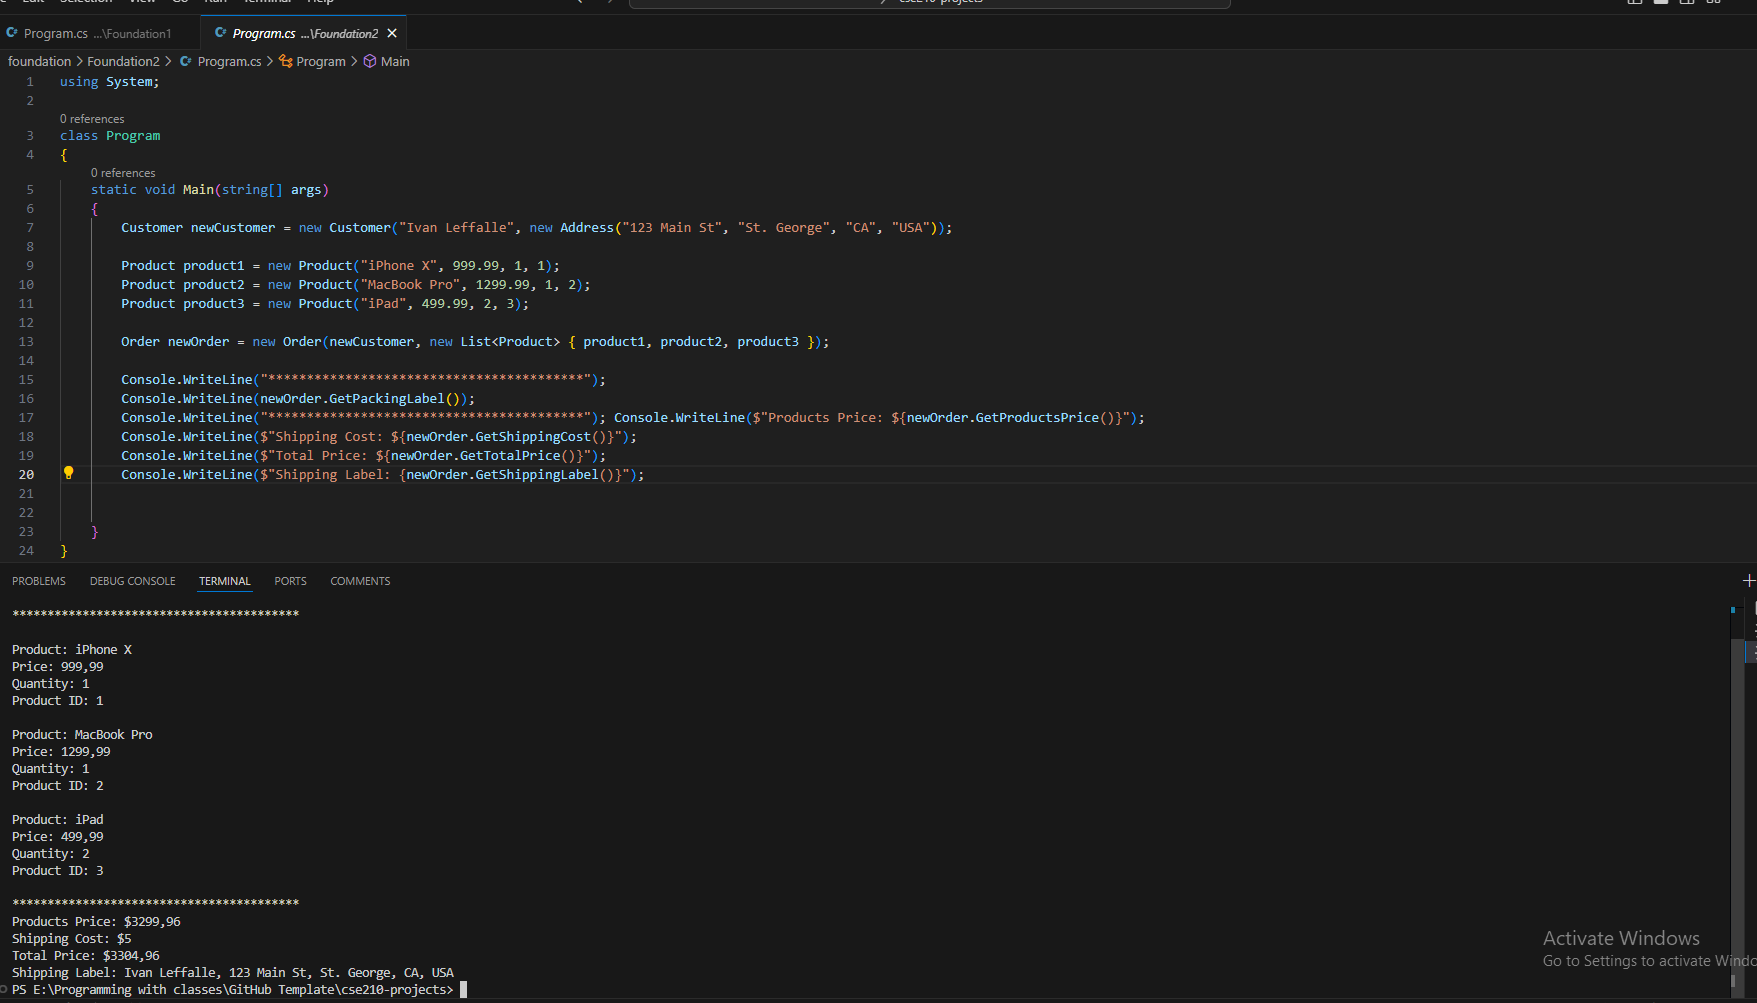 Edit Selection View Go Run Terminal Help cse210-projects
Program.cs ...\Foundation1 Program.cs ...\Foundation2
foundation > Foundation2 > Program.cs > Program > Main
1 using System;
2
0 references
3 class Program
4 {
0 references
5 static void Main(string[] args)
6 {
7 Customer newCustomer = new Customer("Ivan Leffalle", new Address("123 Main St", "St. George", "CA", "USA"));
8
9 Product product1 = new Product("iPhone X", 999.99, 1, 1);
10 Product product2 = new Product("MacBook Pro", 1299.99, 1, 2);
11 Product product3 = new Product("iPad", 499.99, 2, 3);
12
13 Order newOrder = new Order(newCustomer, new List<Product> { product1, product2, product3 });
14
15 Console.WriteLine("*****************************************");
16 Console.WriteLine(newOrder.GetPackingLabel());
17 Console.WriteLine("*****************************************"); Console.WriteLine($"Products Price: ${newOrder.GetProductsPrice()}");
18 Console.WriteLine($"Shipping Cost: ${newOrder.GetShippingCost()}");
19 Console.WriteLine($"Total Price: ${newOrder.GetTotalPrice()}");
20 Console.WriteLine($"Shipping Label: {newOrder.GetShippingLabel()}");
21
22
23 }
24 }
PROBLEMS DEBUG CONSOLE TERMINAL PORTS COMMENTS
*****************************************
Product: iPhone X
Price: 999,99
Quantity: 1
Product ID: 1
Product: MacBook Pro
Price: 1299,99
Quantity: 1
Product ID: 2
Product: iPad
Price: 499,99
Quantity: 2
Product ID: 3
*****************************************
Products Price: $3299,96
Shipping Cost: $5
Total Price: $3304,96
Shipping Label: Ivan Leffalle, 123 Main St, St. George, CA, USA
PS E:\Programming with classes\GitHub Template\cse210-projects>
Activate Windows
Go to Settings to activate Windo